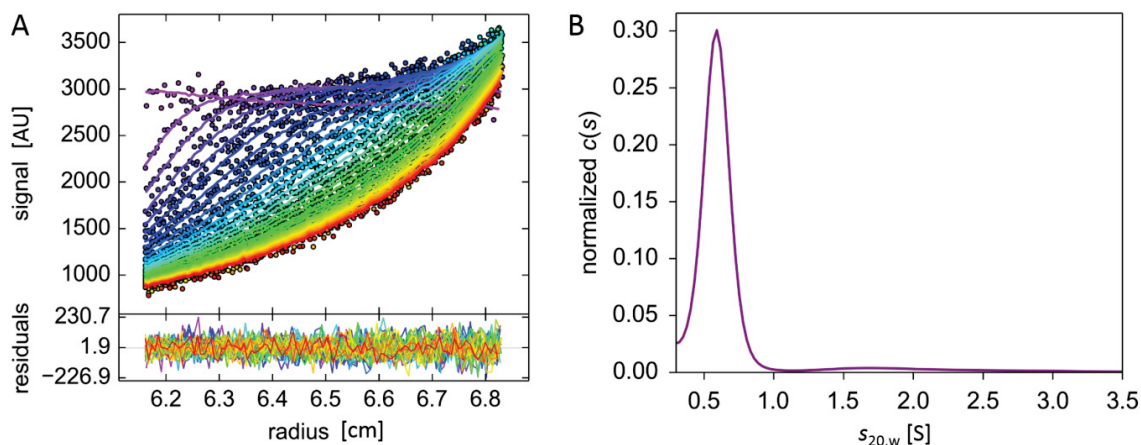 A
signal [AU]
3500
3000
2500
2000
1500
1000
residuals
230.7
1.9
−226.9
6.2 6.3 6.4 6.5 6.6 6.7 6.8
radius [cm]
B
normalized c(s)
0.30
0.25
0.20
0.15
0.10
0.05
0.00
0.5 1.0 1.5 2.0 2.5 3.0 3.5
s20,w [S]